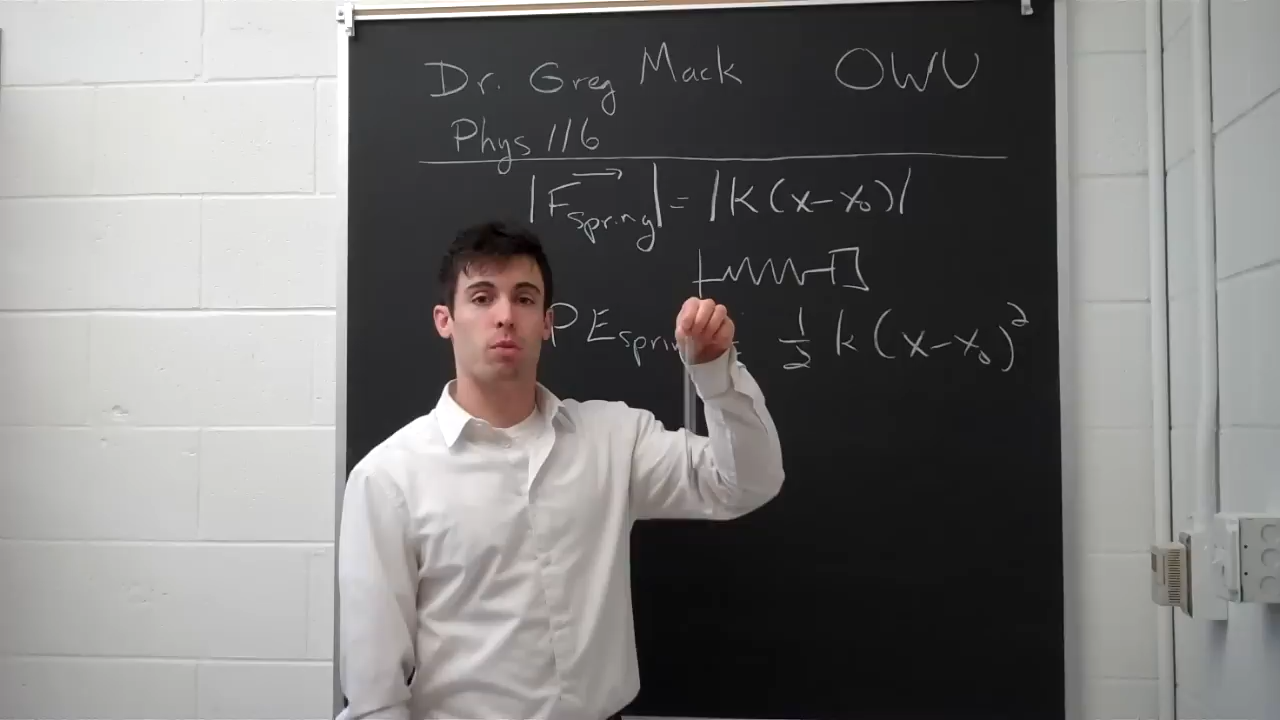 Dr. Greg Mack OWU
Phys 116
|F⃗spring| = |k(x-x₀)|
PEspring = ½ k(x-x₀)²